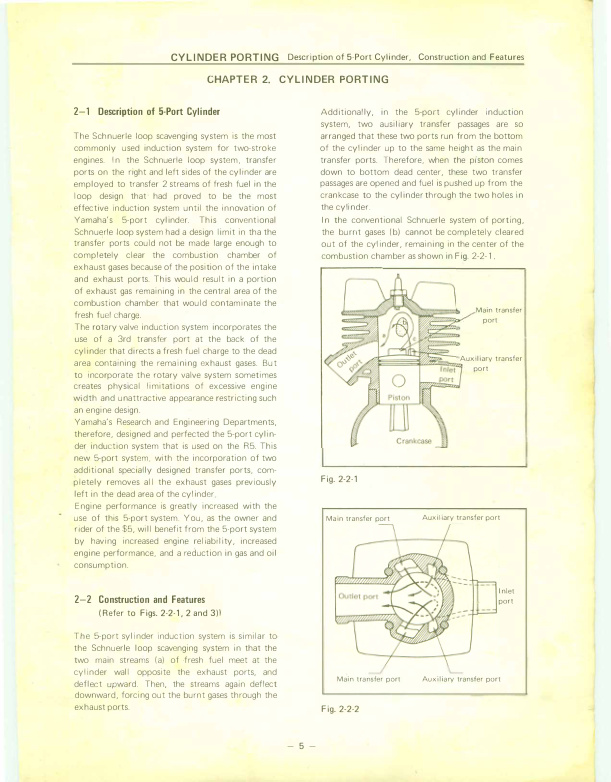 CYLINDER PORTING Description of 5-Port Cylinder, Construction and Features
CHAPTER 2. CYLINDER PORTING
2–1 Description of 5-Port Cylinder
The Schnuerle loop scavenging system is the most
commonly used induction system for two-stroke
engines. In the Schnuerle loop system, transfer
ports on the right and left sides of the cylinder are
employed to transfer 2 streams of fresh fuel in the
loop design that had proved to be the most
effective induction system until the innovation of
Yamaha's 5-port cylinder. This conventional
Schnuerle loop system had a design limit in tha the
transfer ports could not be made large enough to
completely clear the combustion chamber of
exhaust gases because of the position of the intake
and exhaust ports. This would result in a portion
of exhaust gas remaining in the central area of the
combustion chamber that would contaminate the
fresh fuel charge.
The rotary valve induction system incorporates the
use of a 3rd transfer port at the back of the
cylinder that directs a fresh fuel charge to the dead
area containing the remaining exhaust gases. But
to incorporate the rotary valve system sometimes
creates physical limitations of excessive engine
width and unattractive appearance restricting such
an engine design.
Yamaha's Research and Engineering Departments,
therefore, designed and perfected the 5-port cylin-
der induction system that is used on the R5. This
new 5-port system, with the incorporation of two
additional specially designed transfer ports, com-
pletely removes all the exhaust gases previously
left in the dead area of the cylinder.
Engine performance is greatly increased with the
use of this 5-port system. You, as the owner and
rider of the $5, will benefit from the 5-port system
by having increased engine reliability, increased
engine performance, and a reduction in gas and oil
consumption.
2–2 Construction and Features
(Refer to Figs. 2-2-1, 2 and 3))
The 5-port sylinder induction system is similar to
the Schnuerle loop scavenging system in that the
two main streams (a) of fresh fuel meet at the
cylinder wall opposite the exhaust ports, and
deflect upward. Then, the streams again deflect
downward, forcing out the burnt gases through the
exhaust ports.
Additionally, in the 5-port cylinder induction
system, two ausiliary transfer passages are so
arranged that these two ports run from the bottom
of the cylinder up to the same height as the main
transfer ports. Therefore, when the piston comes
down to bottom dead center, these two transfer
passages are opened and fuel is pushed up from the
crankcase to the cylinder through the two holes in
the cylinder.
In the conventional Schnuerle system of porting,
the burnt gases (b) cannot be completely cleared
out of the cylinder, remaining in the center of the
combustion chamber as shown in Fig. 2-2-1.
Main transfer
port
Auxiliary transfer
port
Outlet
port
Inlet
port
Piston
Crankcase
Fig. 2-2-1
Main transfer port Auxiliary transfer port
Outlet port
Inlet
port
Main transfer port Auxiliary transfer port
Fig. 2-2-2
– 5 –